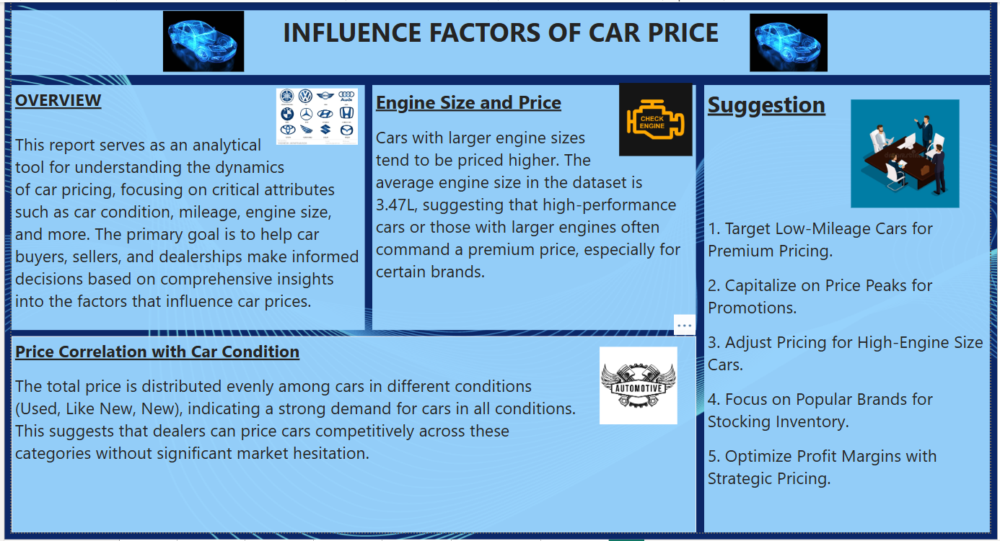 INFLUENCE FACTORS OF CAR PRICE
OVERVIEW
Audi
This report serves as an analytical
tool for understanding the dynamics
of car pricing, focusing on critical attributes
such as car condition, mileage, engine size,
and more. The primary goal is to help car
buyers, sellers, and dealerships make informed
decisions based on comprehensive insights
into the factors that influence car prices.
Engine Size and Price
CHECK
ENGINE
Cars with larger engine sizes
tend to be priced higher. The
average engine size in the dataset is
3.47L, suggesting that high-performance
cars or those with larger engines often
command a premium price, especially for
certain brands.
Price Correlation with Car Condition
AUTOMOTIVE
The total price is distributed evenly among cars in different conditions
(Used, Like New, New), indicating a strong demand for cars in all conditions.
This suggests that dealers can price cars competitively across these
categories without significant market hesitation.
Suggestion
1. Target Low-Mileage Cars for
Premium Pricing.
2. Capitalize on Price Peaks for
Promotions.
3. Adjust Pricing for High-Engine Size
Cars.
4. Focus on Popular Brands for
Stocking Inventory.
5. Optimize Profit Margins with
Strategic Pricing.